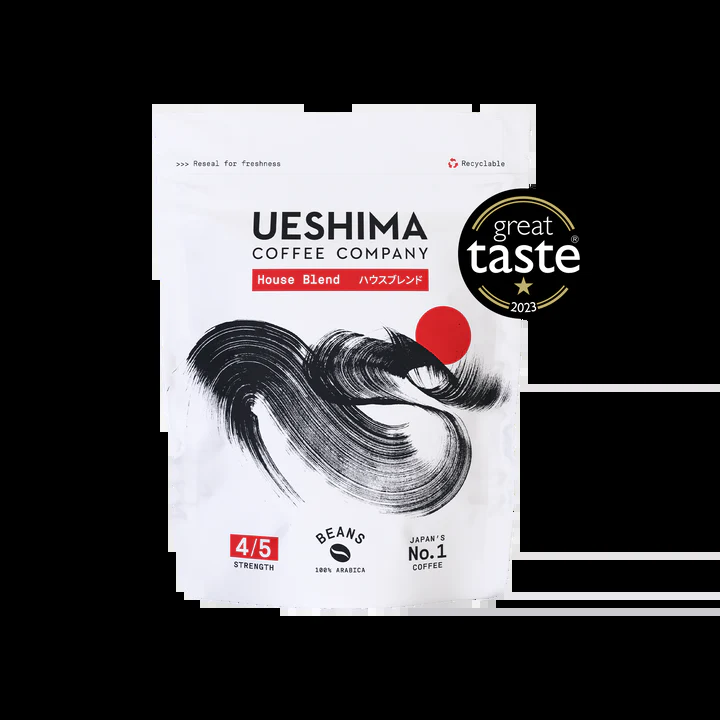 >>> Reseal for freshness
Recyclable
UESHIMA
COFFEE COMPANY
House Blend ハウスブレンド
great
taste®
2023
4/5
STRENGTH
BEANS
100% ARABICA
JAPAN'S
No.1
COFFEE